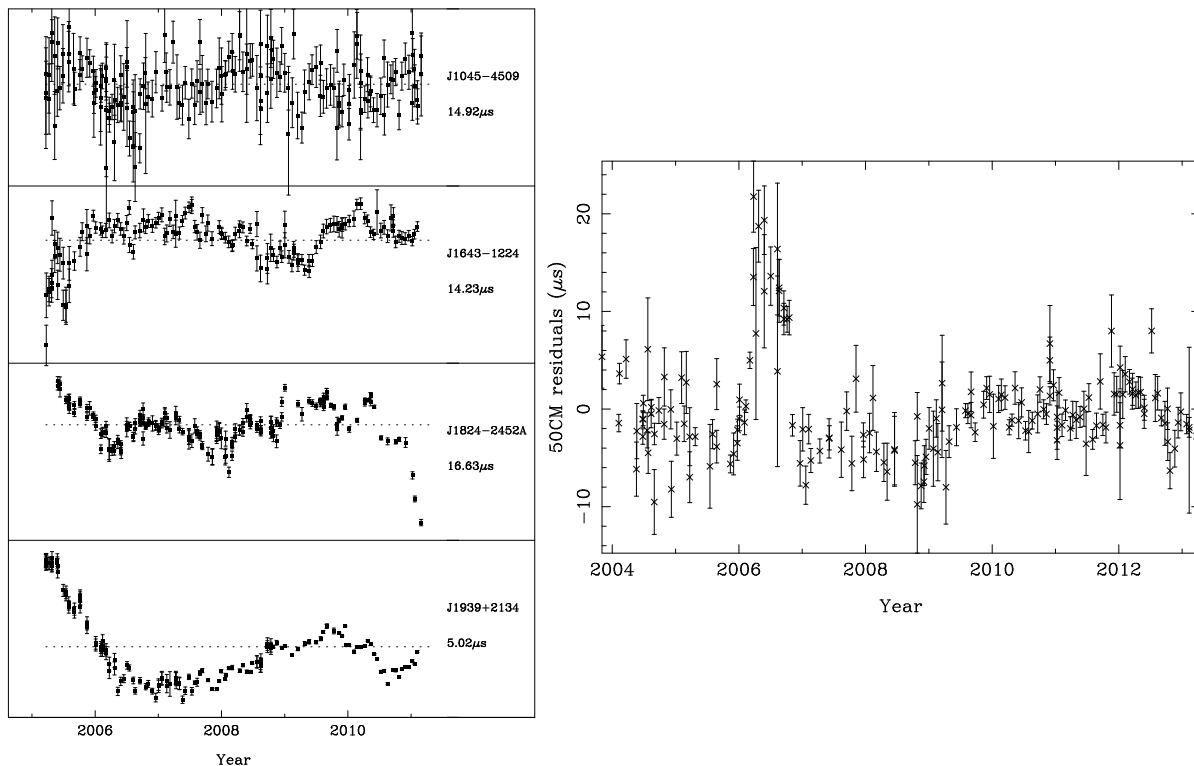 J1045−4509
14.92μs
J1643−1224
14.23μs
J1824−2452A
16.63μs
J1939+2134
5.02μs
2006 2008 2010
Year
50CM residuals (μs)
20
10
0
−10
2004 2006 2008 2010 2012
Year